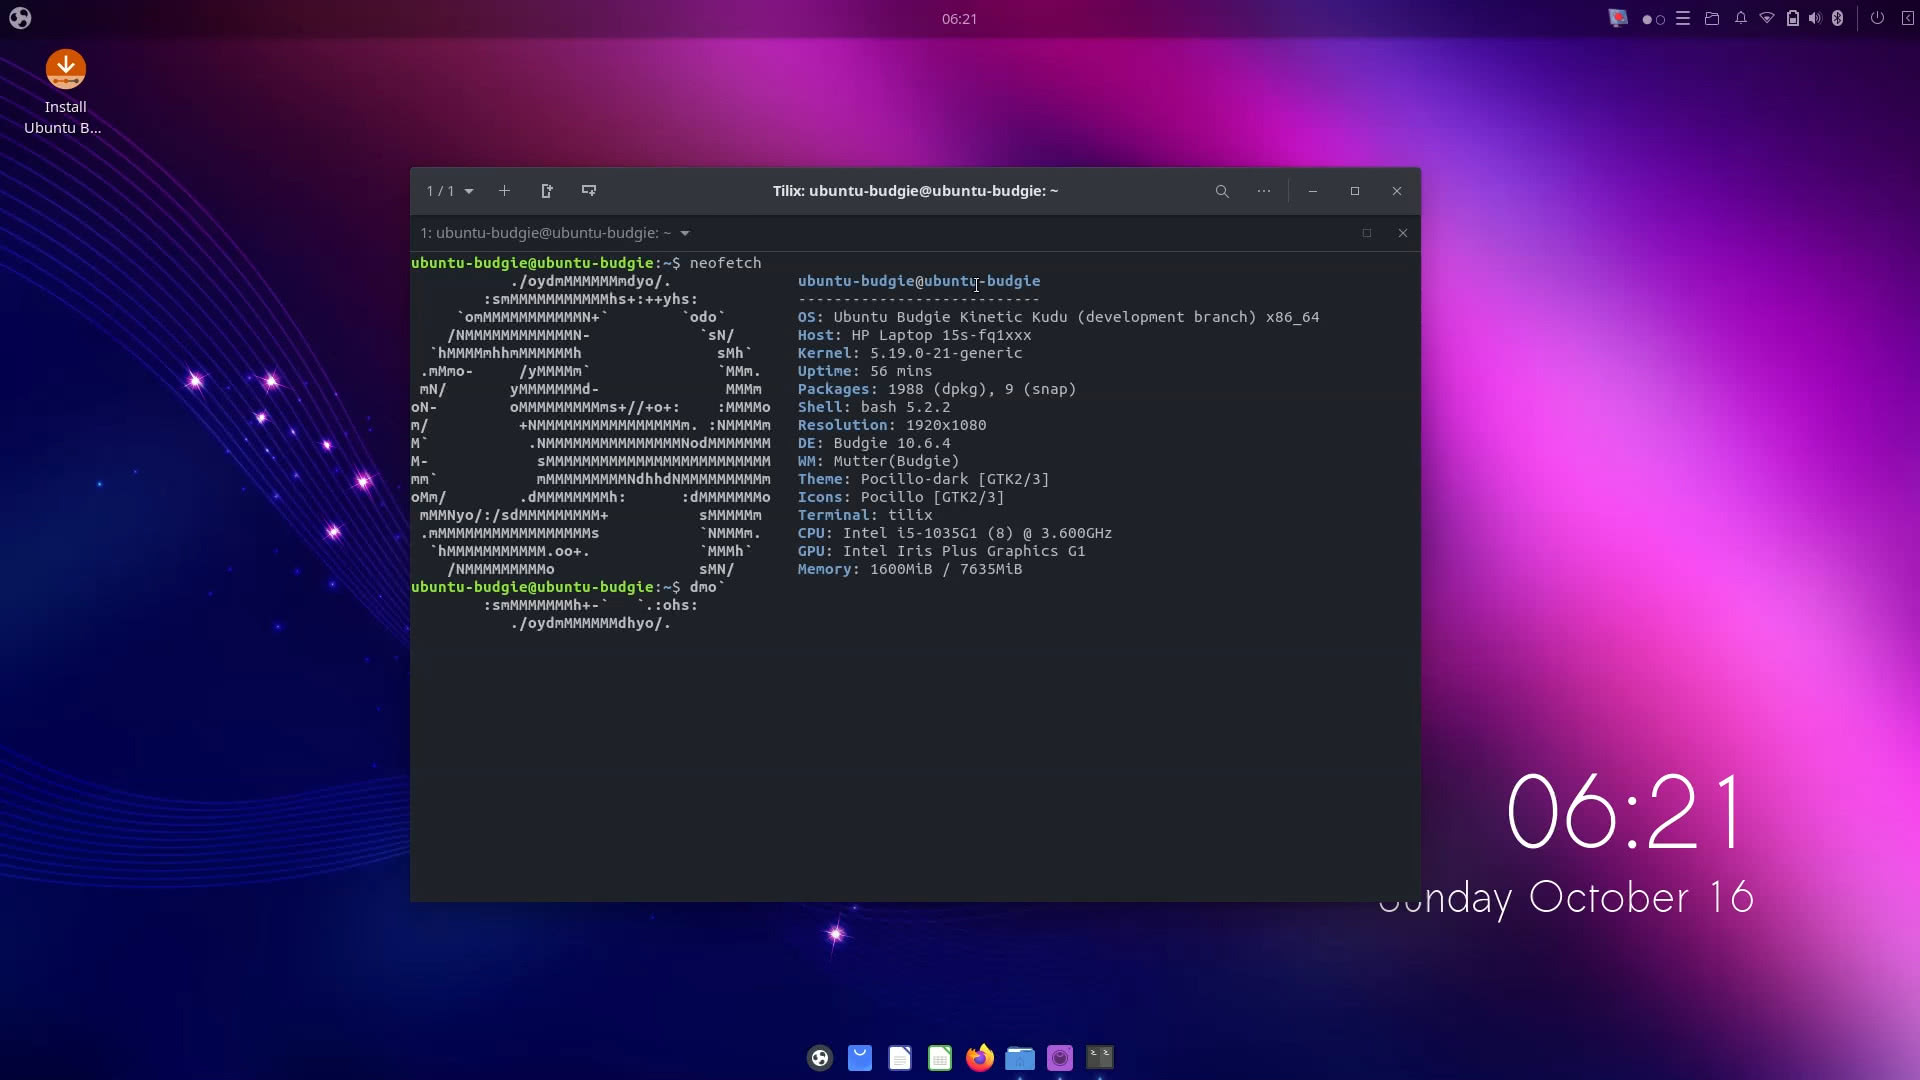 06:21
Install
Ubuntu B...
1 / 1
Tilix: ubuntu-budgie@ubuntu-budgie: ~
1: ubuntu-budgie@ubuntu-budgie: ~
ubuntu-budgie@ubuntu-budgie:~$ neofetch
./oydmMMMMMMmdyo/. ubuntu-budgie@ubuntu-budgie
:smMMMMMMMMMMMhs+:++yhs: ---------------------------
`omMMMMMMMMMMMN+` `odo` OS: Ubuntu Budgie Kinetic Kudu (development branch) x86_64
/NMMMMMMMMMMMMN- `sN/ Host: HP Laptop 15s-fq1xxx
`hMMMMmhhmMMMMMMh sMh` Kernel: 5.19.0-21-generic
.mMmo- /yMMMMm` `MMm. Uptime: 56 mins
mN/ yMMMMMMMd- MMMm Packages: 1988 (dpkg), 9 (snap)
oN- oMMMMMMMMMms+//+o+: :MMMMo Shell: bash 5.2.2
m/ +NMMMMMMMMMMMMMMMMm. :NMMMMm Resolution: 1920x1080
M` .NMMMMMMMMMMMMMMMNodMMMMMMM DE: Budgie 10.6.4
M- sMMMMMMMMMMMMMMMMMMMMMMMMM WM: Mutter(Budgie)
mm` mMMMMMMMMMNdhhdNMMMMMMMMMm Theme: Pocillo-dark [GTK2/3]
oMm/ .dMMMMMMMMh: :dMMMMMMMo Icons: Pocillo [GTK2/3]
mMMNyo/:/sdMMMMMMMMM+ sMMMMMm Terminal: tilix
.mMMMMMMMMMMMMMMMMMs `NMMMm. CPU: Intel i5-1035G1 (8) @ 3.600GHz
`hMMMMMMMMMMM.oo+. `MMMh` GPU: Intel Iris Plus Graphics G1
/NMMMMMMMMMo sMN/ Memory: 1600MiB / 7635MiB
ubuntu-budgie@ubuntu-budgie:~$ dmo`
:smMMMMMMMh+-` `.:ohs:
./oydmMMMMMMdhyo/.
06:21
Sunday October 16